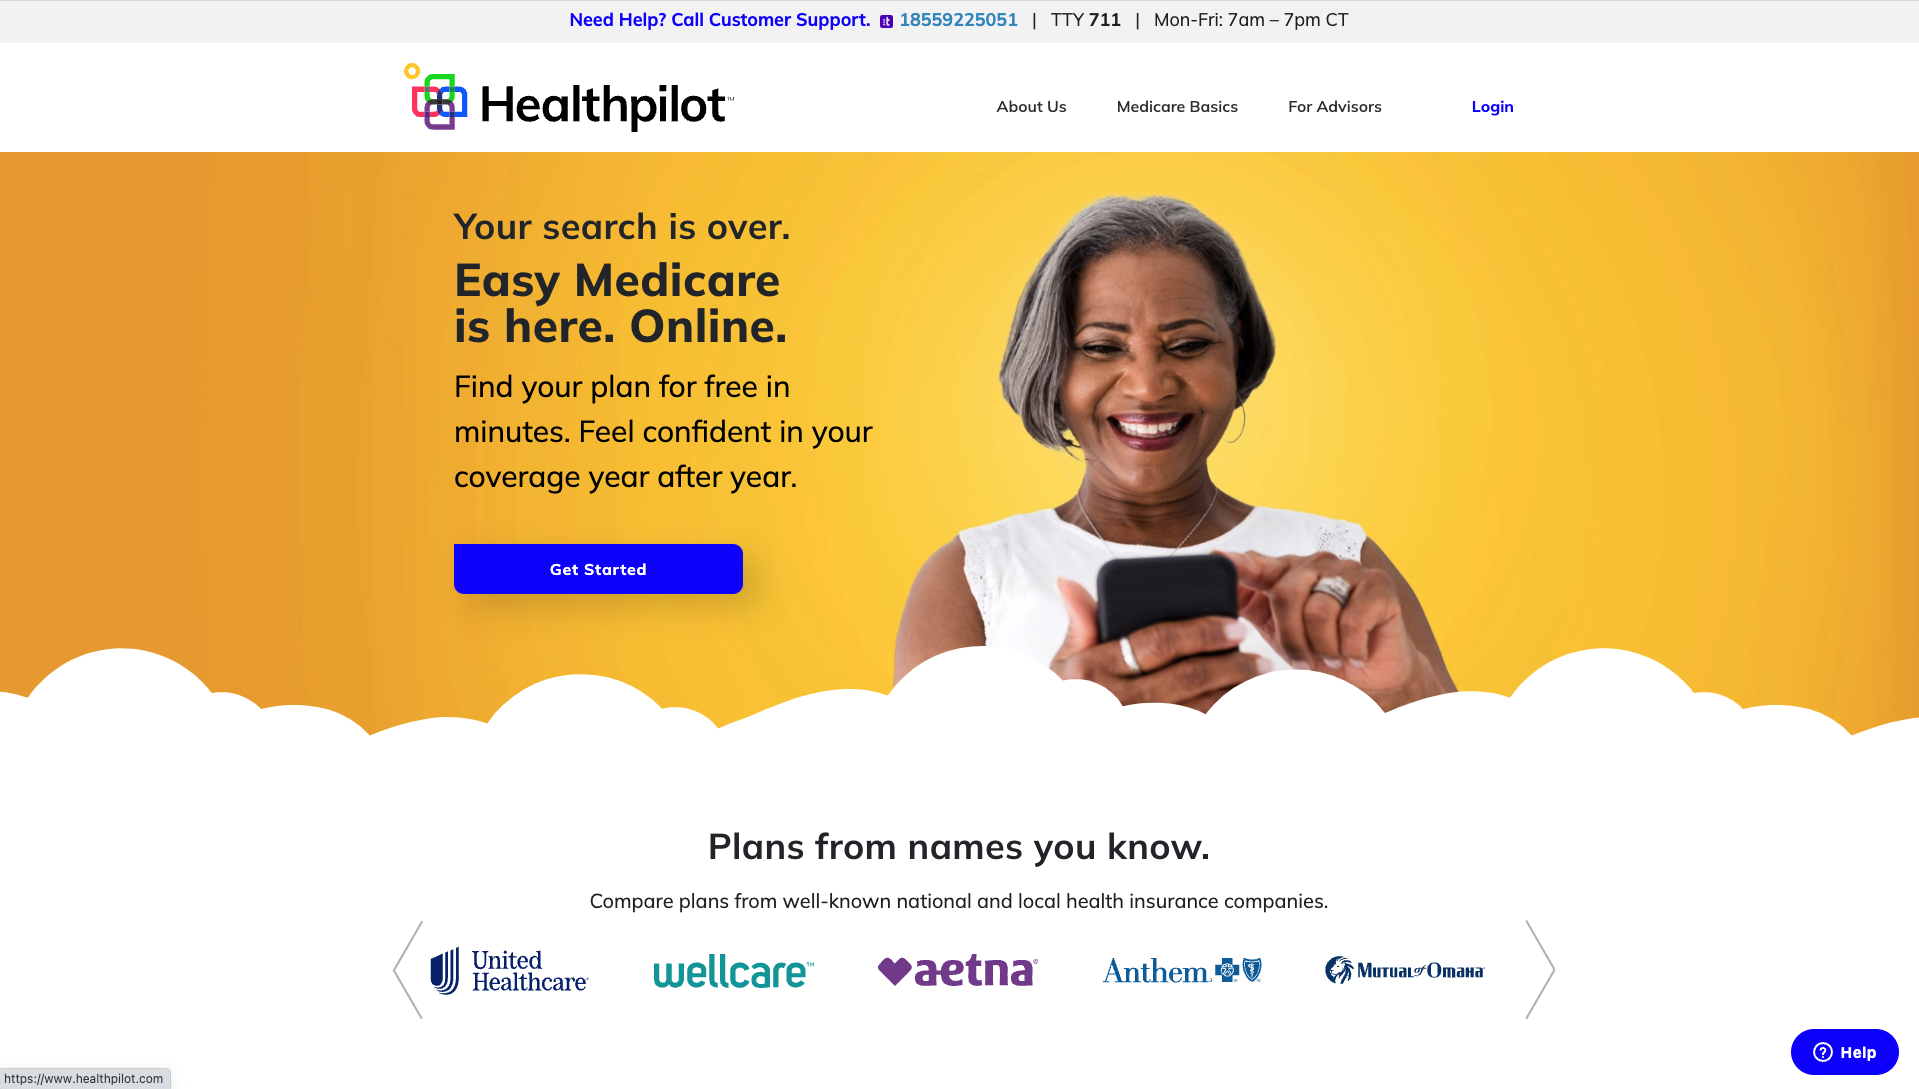 Need Help? Call Customer Support. 18559225051 | TTY 711 | Mon-Fri: 7am – 7pm CT
Healthpilot™
About Us Medicare Basics For Advisors Login
Your search is over.
Easy Medicare
is here. Online.
Find your plan for free in
minutes. Feel confident in your
coverage year after year.
Get Started
Plans from names you know.
Compare plans from well-known national and local health insurance companies.
United
Healthcare®
wellcare™
aetna®
Anthem
Mutual of Omaha
Help
https://www.healthpilot.com